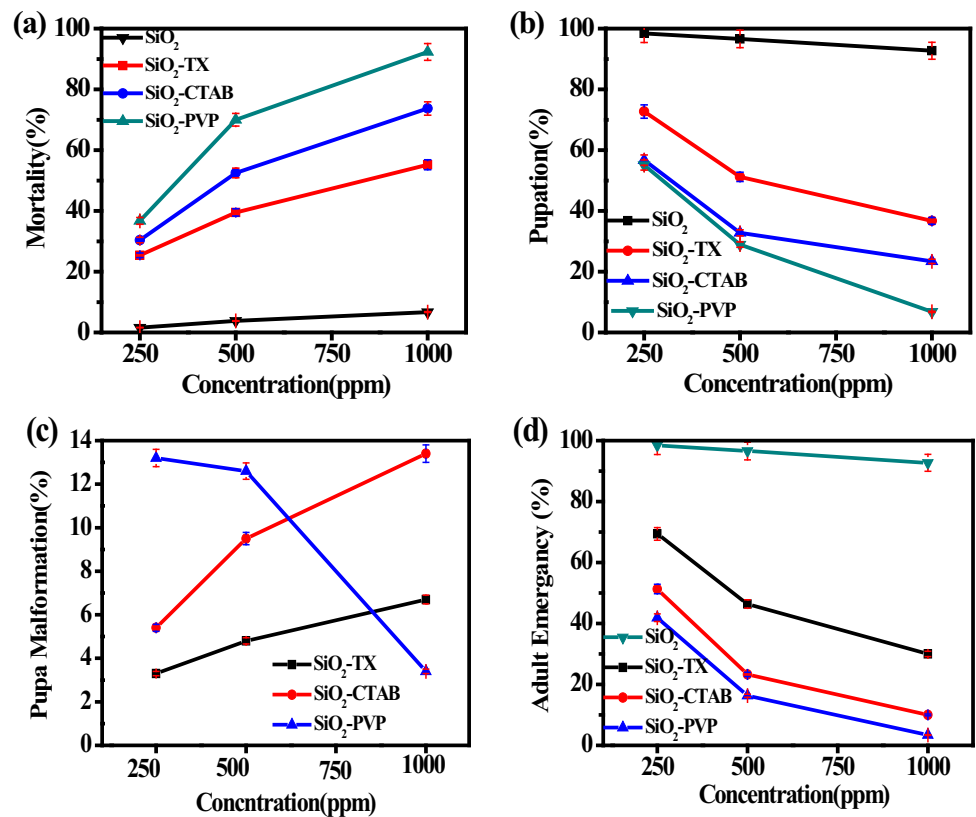 (a)
100
80
60
40
20
0
Mortality(%)
SiO2
SiO2-TX
SiO2-CTAB
SiO2-PVP
250
500
750
1000
Concentration(ppm)
(b)
100
80
60
40
20
0
Pupation(%)
SiO2
SiO2-TX
SiO2-CTAB
SiO2-PVP
250
500
750
1000
Concentration(ppm)
(c)
14
12
10
8
6
4
2
0
Pupa Malformation(%)
SiO2-TX
SiO2-CTAB
SiO2-PVP
250
500
750
1000
Concntration(ppm)
(d)
100
80
60
40
20
0
Adult Emergancy (%)
SiO2
SiO2-TX
SiO2-CTAB
SiO2-PVP
250
500
750
1000
Concentration(ppm)